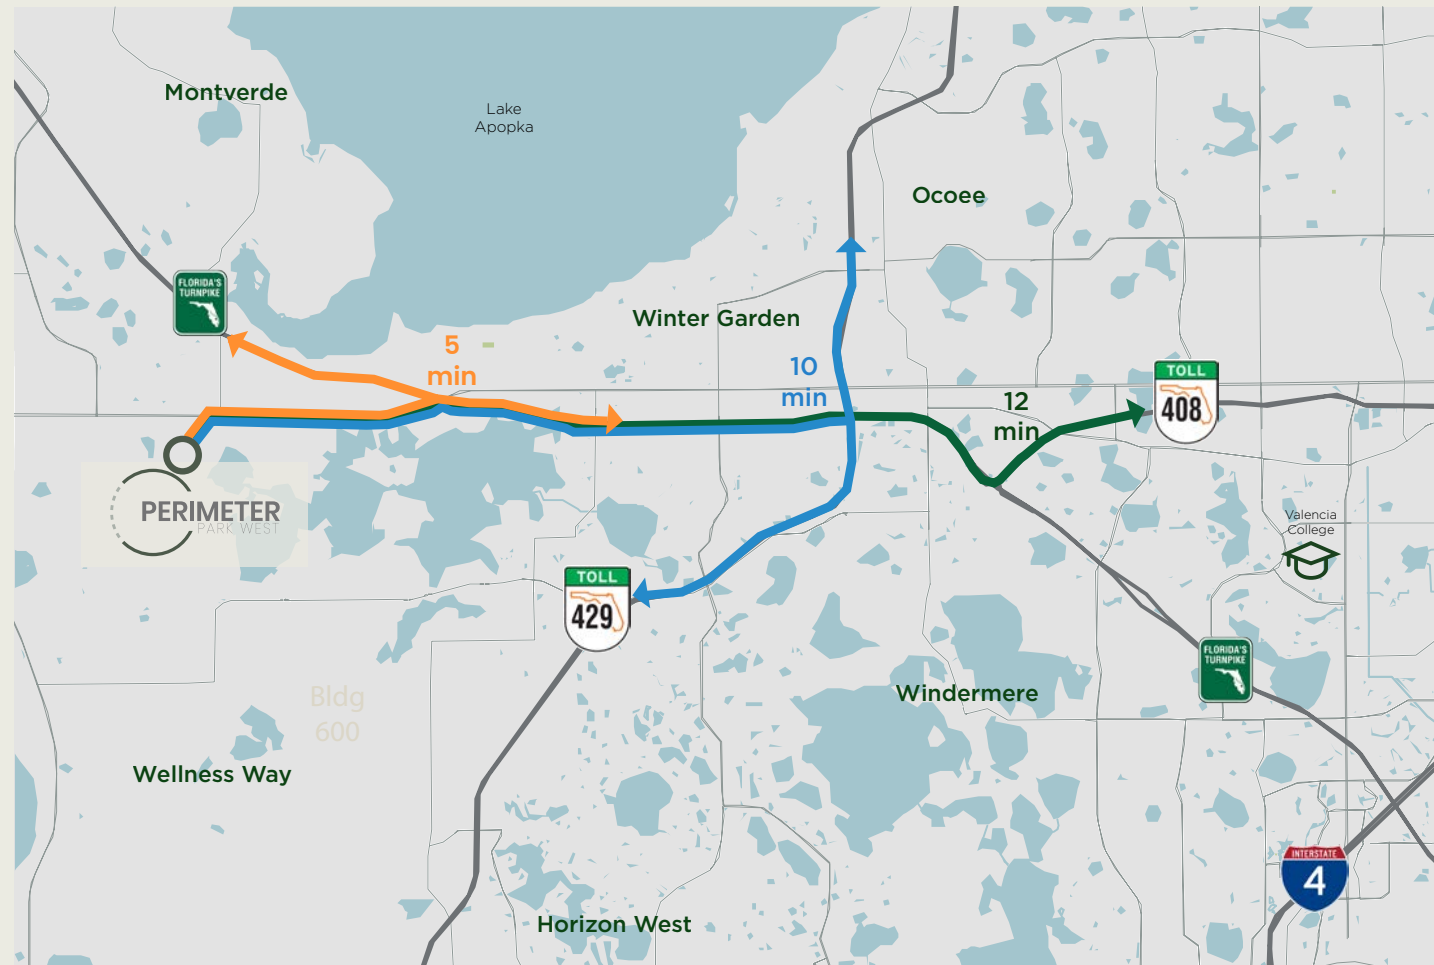 Montverde
Lake
Apopka
Ocoee
FLORIDA'S
TURNPIKE
Winter Garden
5
min
10
min
12
min
TOLL
408
PERIMETER
PARK WEST
Valencia
College
TOLL
429
FLORIDA'S
TURNPIKE
Bldg
600
Windermere
Wellness Way
INTERSTATE
4
Horizon West